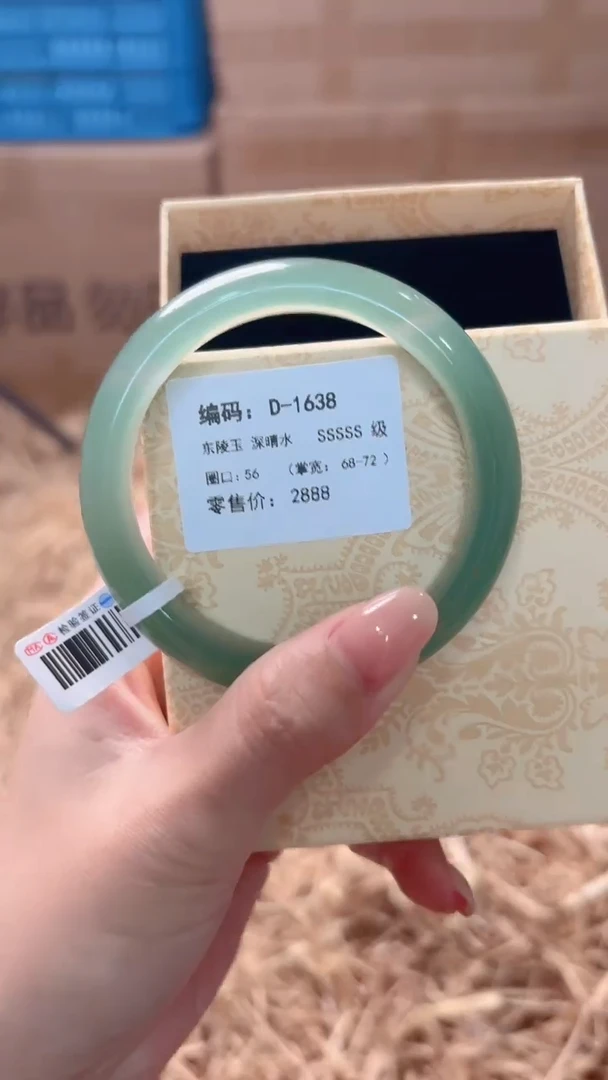 编码: D-1638
东陵玉 深晴水 SSSSS 级
圈口: 56 (掌宽: 68-72 )
零售价: 2888
检验签证